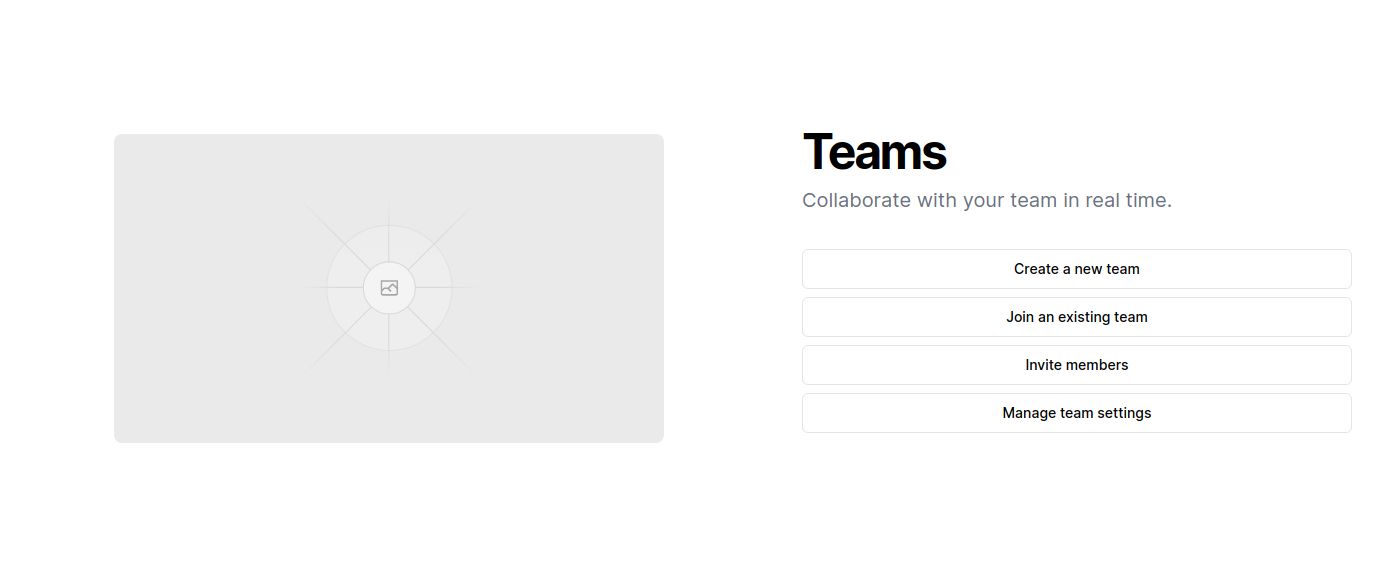 Teams
Collaborate with your team in real time.
Create a new team
Join an existing team
Invite members
Manage team settings